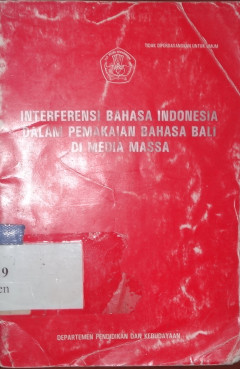 TIDAK DIPERDAGANGKAN UNTUK UMUM
INTERFERENSI BAHASA INDONESIA
DALAM PEMAKAIAN BAHASA BALI
DI MEDIA MASSA
9
en
DEPARTEMEN PENDIDIKAN DAN KEBUDAYAAN